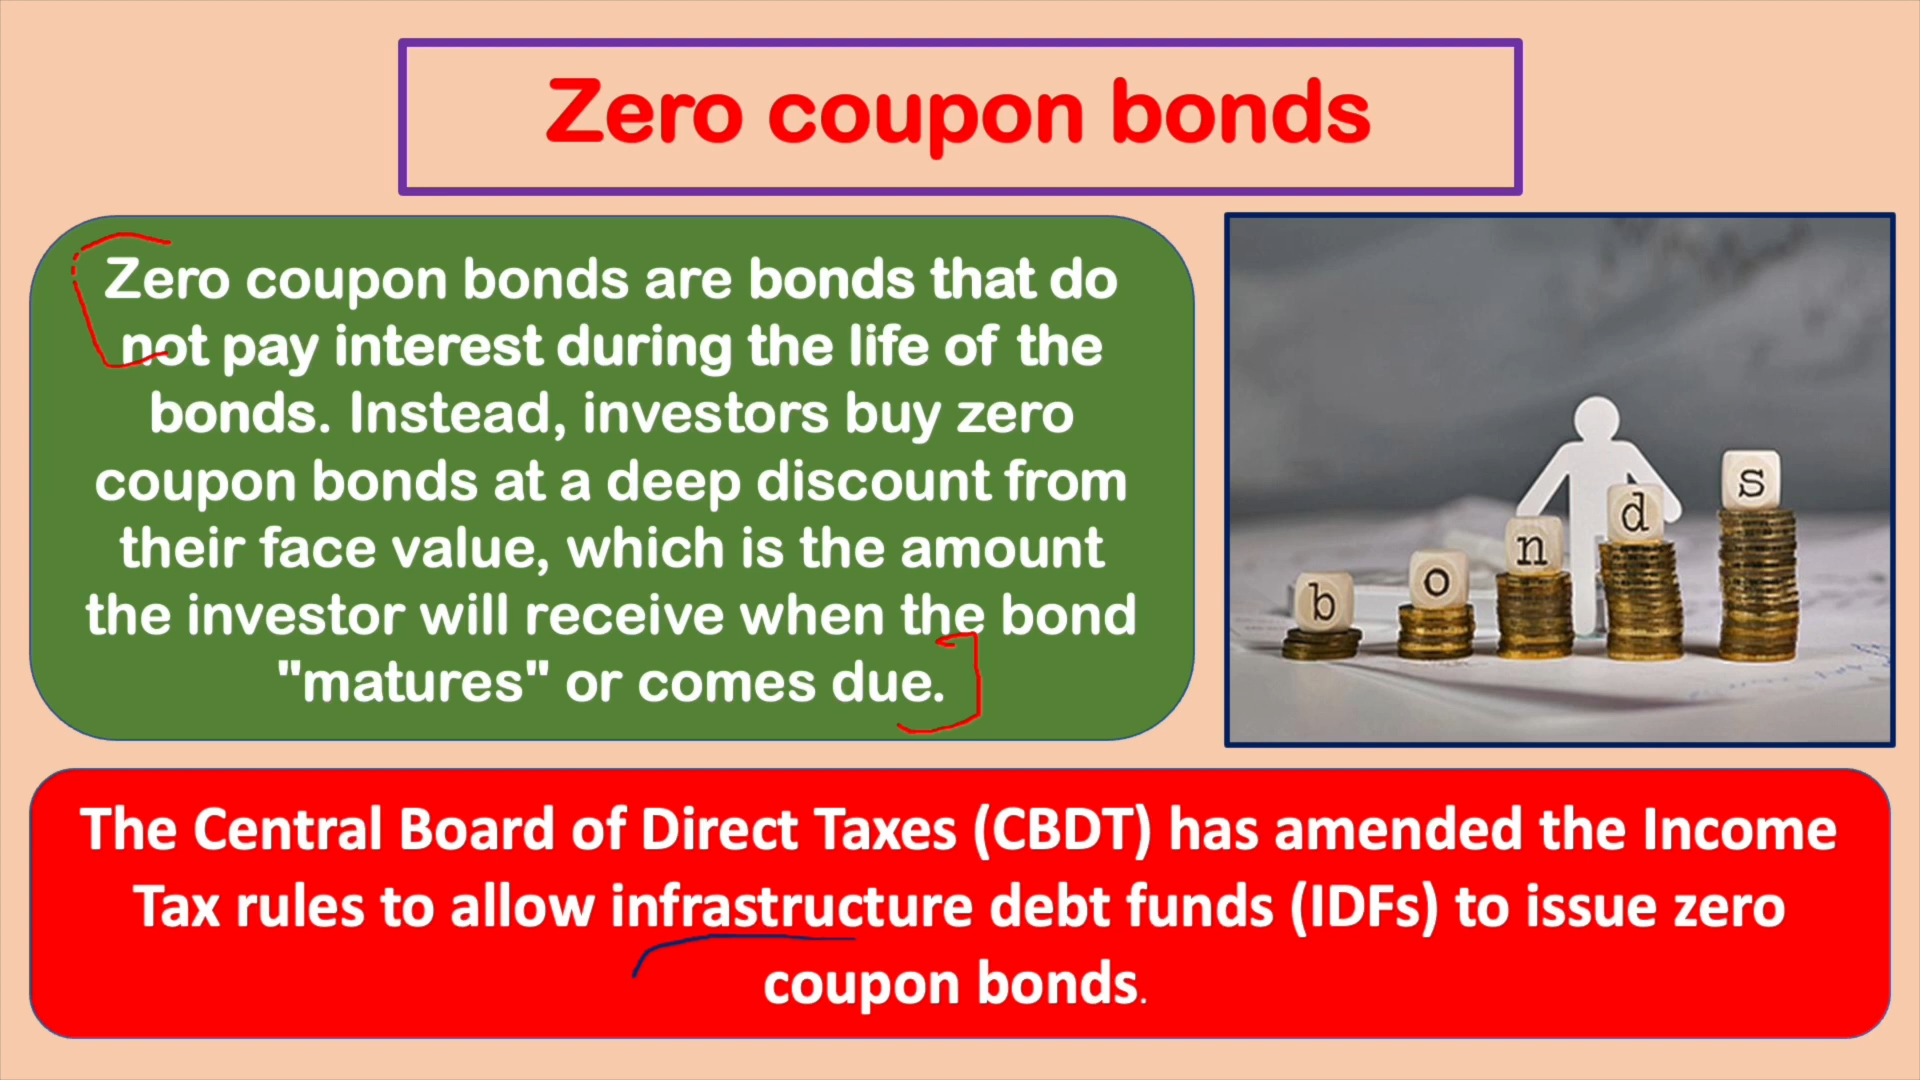 Zero coupon bonds
Zero coupon bonds are bonds that do
not pay interest during the life of the
bonds. Instead, investors buy zero
coupon bonds at a deep discount from
their face value, which is the amount
the investor will receive when the bond
"matures" or comes due.
b o n d s
The Central Board of Direct Taxes (CBDT) has amended the Income
Tax rules to allow infrastructure debt funds (IDFs) to issue zero
coupon bonds.